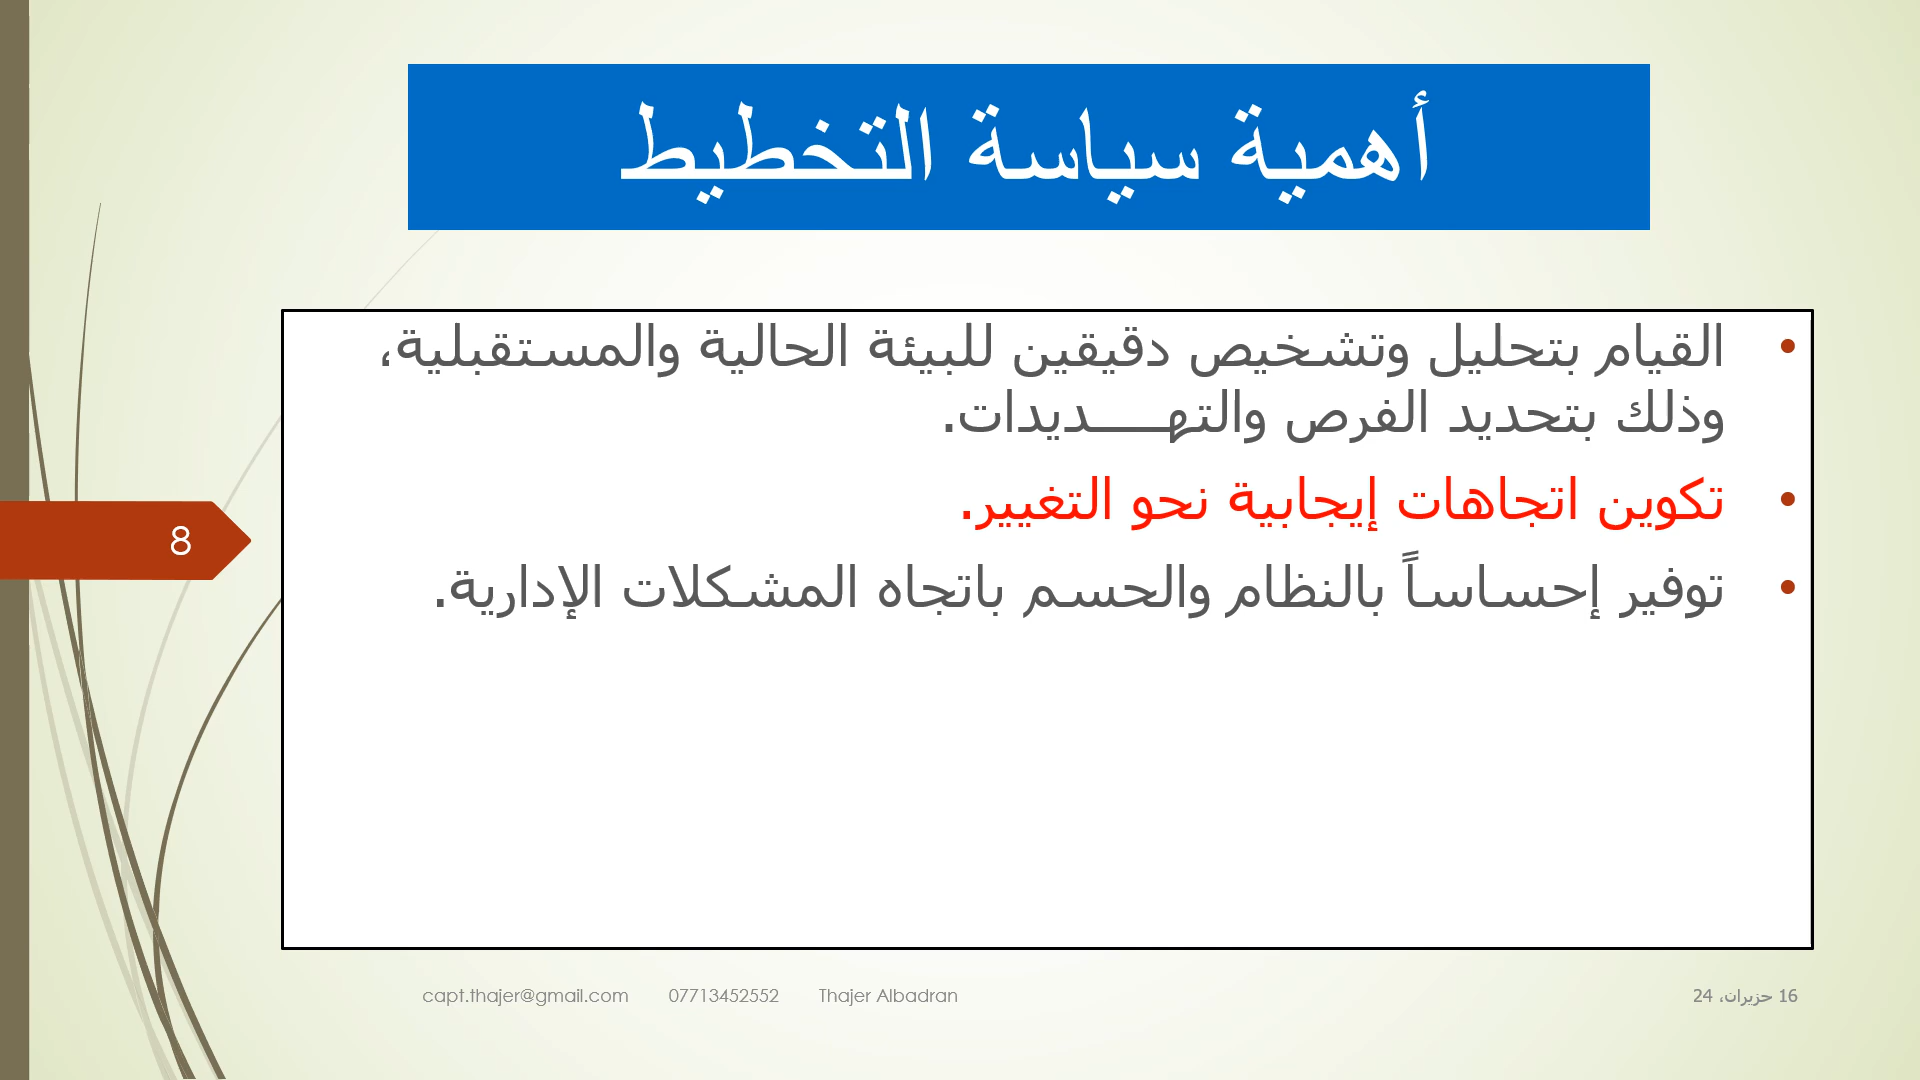 أهمية سياسة التخطيط
• القيام بتحليل وتشخيص دقيقين للبيئة الحالية والمستقبلية،
وذلك بتحديد الفرص والتهـــــديدات.
• تكوين اتجاهات إيجابية نحو التغيير.
• توفير إحساساً بالنظام والحسم باتجاه المشكلات الإدارية.
8
capt.thajer@gmail.com 07713452552 Thajer Albadran
16 حزيران، 24